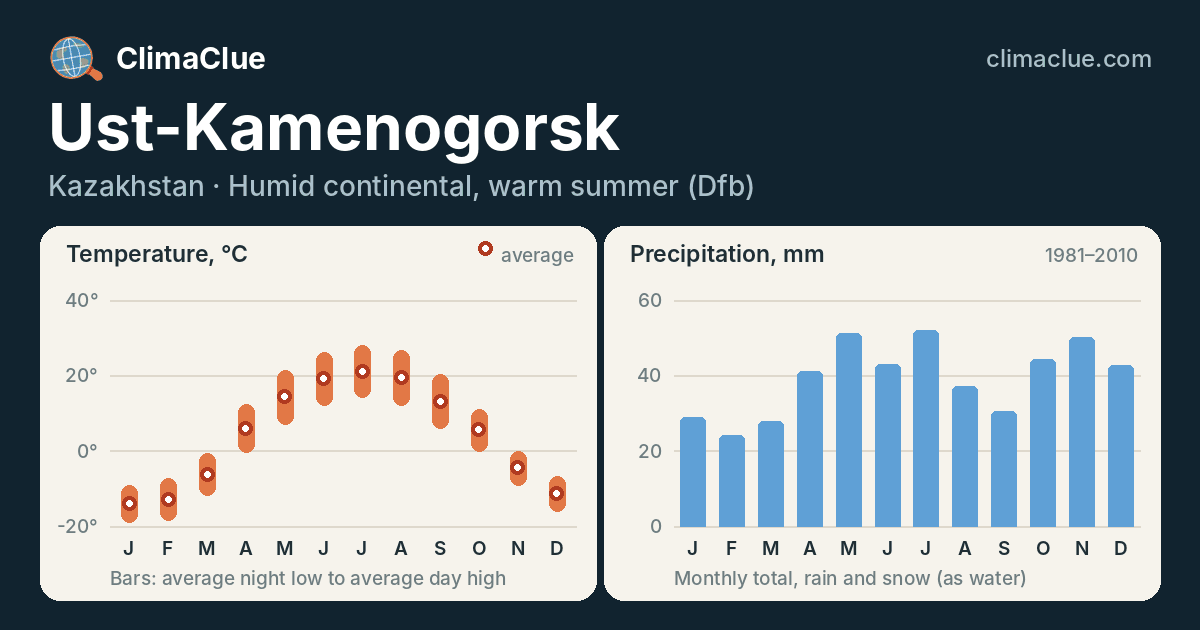 ClimaClue
climaclue.com
Ust-Kamenogorsk
Kazakhstan · Humid continental, warm summer (Dfb)
Temperature, °C
average
40°
20°
0°
-20°
J F M A M J J A S O N D
Bars: average night low to average day high
Precipitation, mm
1981–2010
60
40
20
0
J F M A M J J A S O N D
Monthly total, rain and snow (as water)